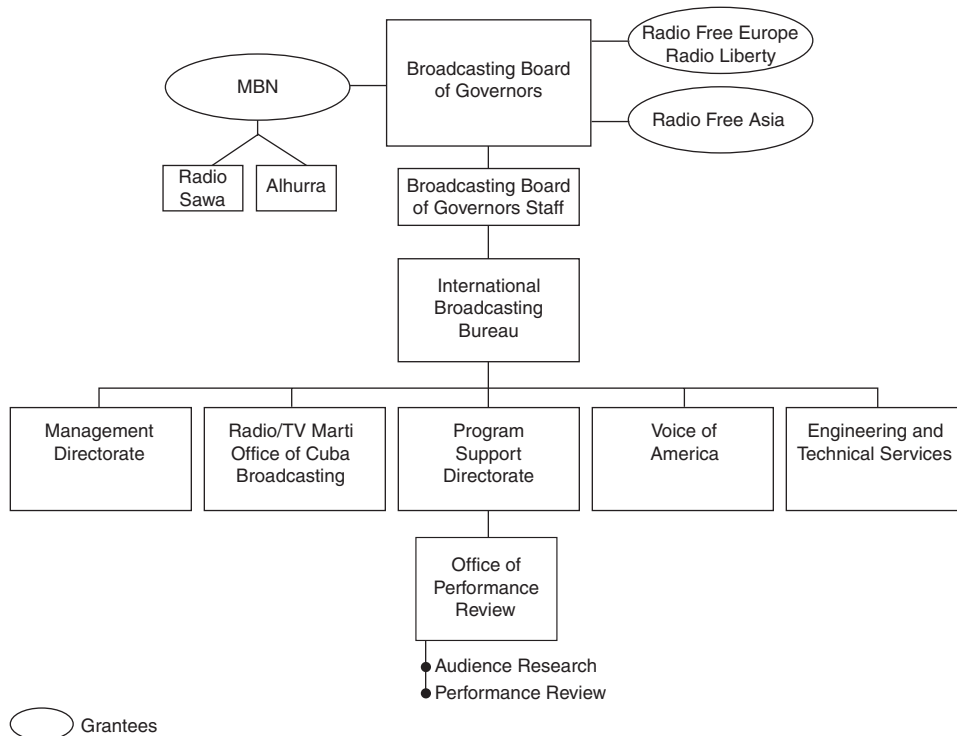 Radio Free Europe
Radio Liberty
Broadcasting Board
of Governors
MBN
Radio Free Asia
Radio
Sawa
Alhurra
Broadcasting Board
of Governors Staff
International
Broadcasting
Bureau
Management
Directorate
Radio/TV Marti
Office of Cuba
Broadcasting
Program
Support
Directorate
Voice of
America
Engineering and
Technical Services
Office of
Performance
Review
Audience Research
Performance Review
Grantees